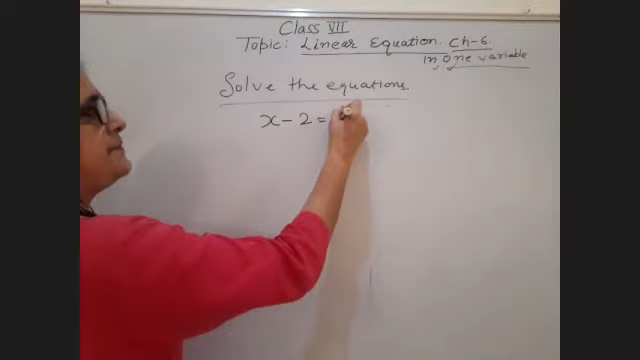 Class VII
Topic: Linear Equation. Ch-6.
in one variable
Solve the equations.
x - 2 =